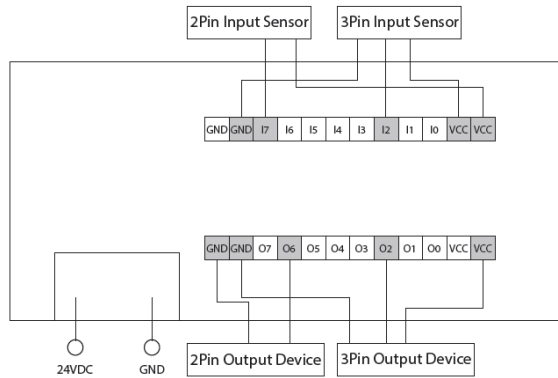 2Pin Input Sensor 3Pin Input Sensor
GND GND I7 I6 I5 I4 I3 I2 I1 I0 VCC VCC
GND GND O7 O6 O5 O4 O3 O2 O1 O0 VCC VCC
24VDC GND 2Pin Output Device 3Pin Output Device